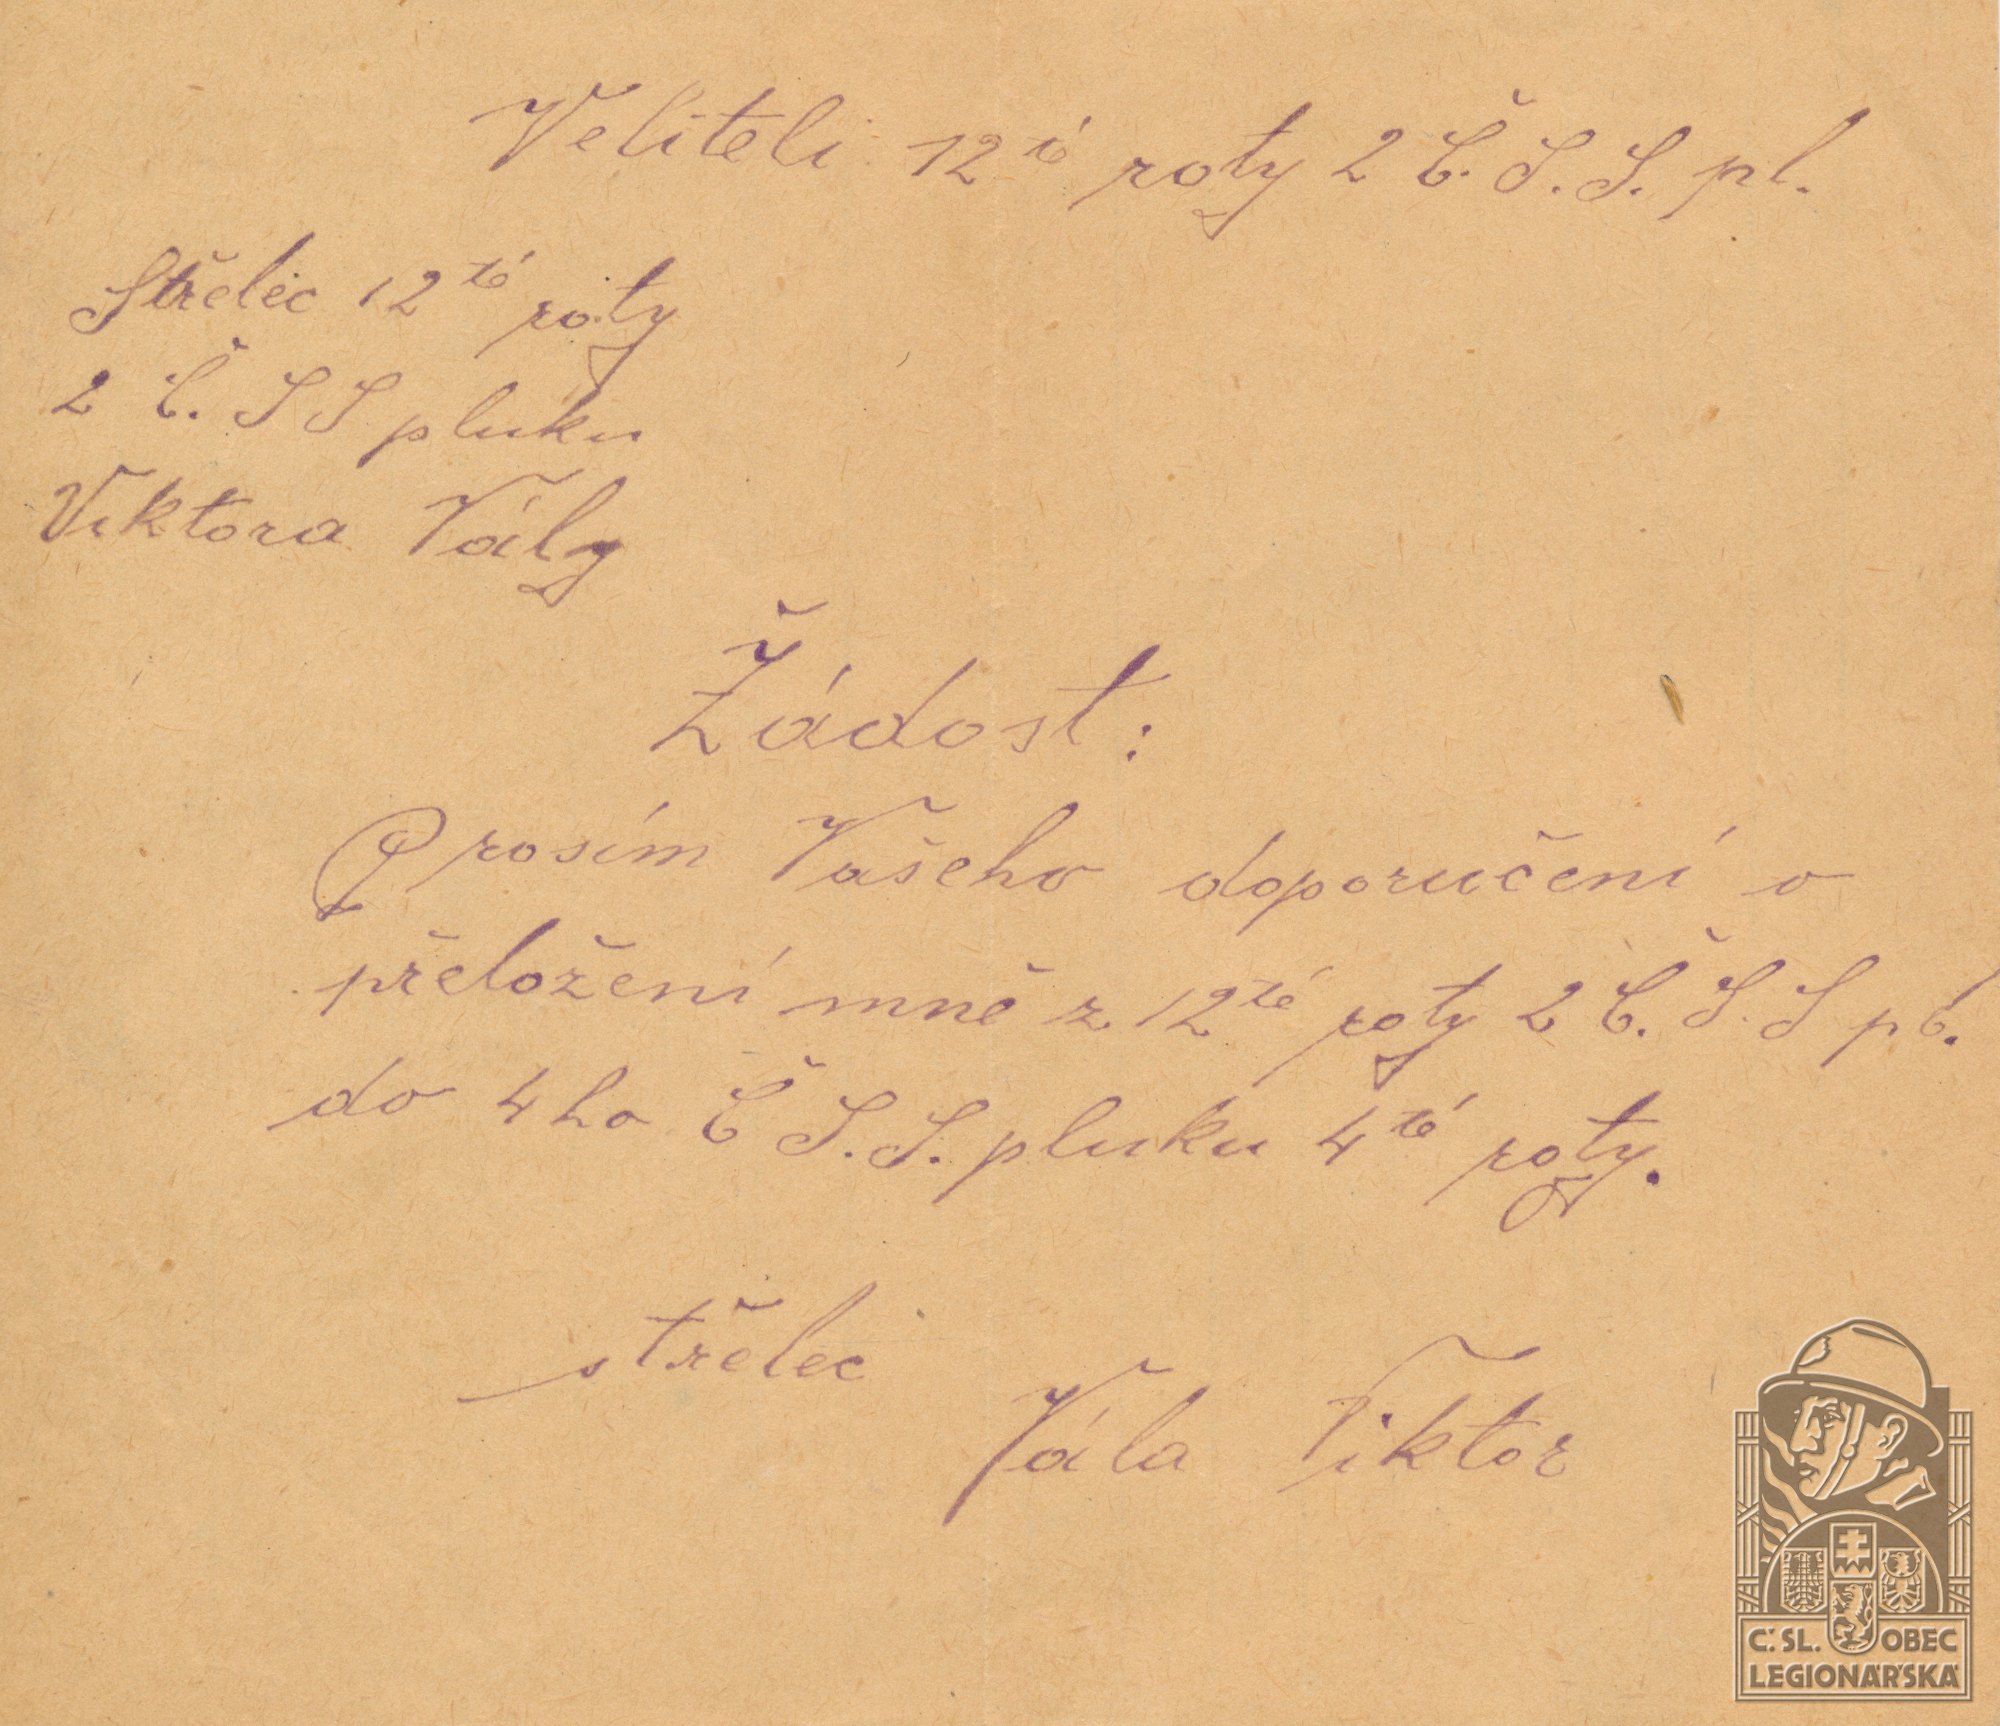 Veliteli 12té roty 2 Č. S. S. pl.
Střelec 12té roty
2 Č. S S pluku
Viktora Vály
Žádost:
Prosím Vašeho doporučení o
přeložení mně z 12té roty 2 Č. S. S pl.
do 4ho Č S. S. pluku 4té roty.
střelec
Vála Viktor
Č. SL. OBEC
LEGIONÁŘSKÁ